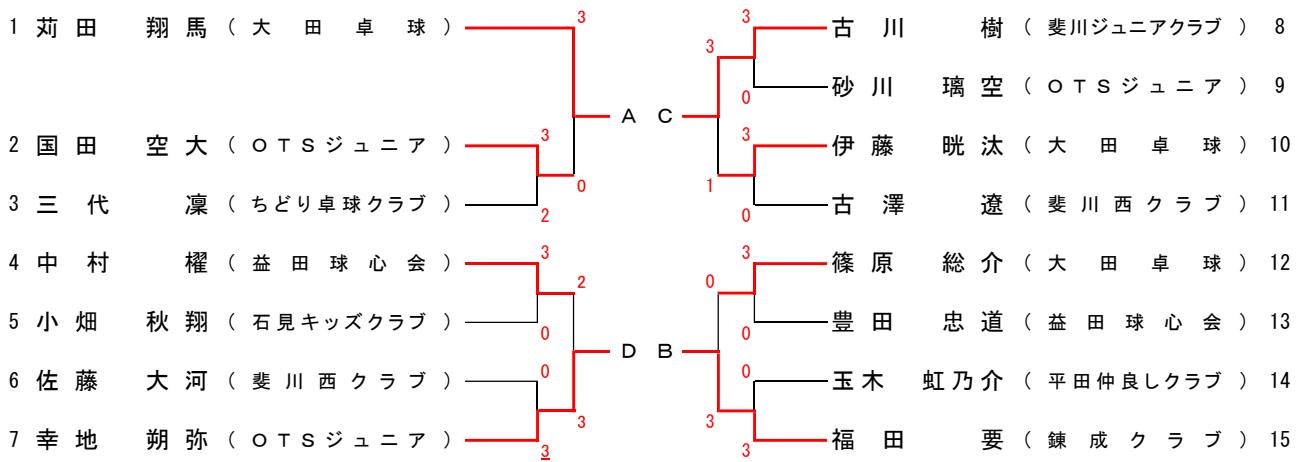 1 苅田 翔馬 （ 大田卓球 ） 3
2 国田 空大 （ OTSジュニア ） 3
0
3 三代 凜 （ ちどり卓球クラブ ） 2
A
4 中村 櫂 （ 益田球心会 ） 3
2
5 小畑 秋翔 （ 石見キッズクラブ ） 0
D
6 佐藤 大河 （ 斐川西クラブ ） 0
3
7 幸地 朔弥 （ OTSジュニア ） 3
3 古川 樹 （ 斐川ジュニアクラブ ） 8
3
0 砂川 璃空 （ OTSジュニア ） 9
C
3 伊藤 晄汰 （ 大田卓球 ） 10
1
0 古澤 遼 （ 斐川西クラブ ） 11
3 篠原 総介 （ 大田卓球 ） 12
0
0 豊田 忠道 （ 益田球心会 ） 13
B
0 玉木 虹乃介 （ 平田仲良しクラブ ） 14
3
3 福田 要 （ 錬成クラブ ） 15